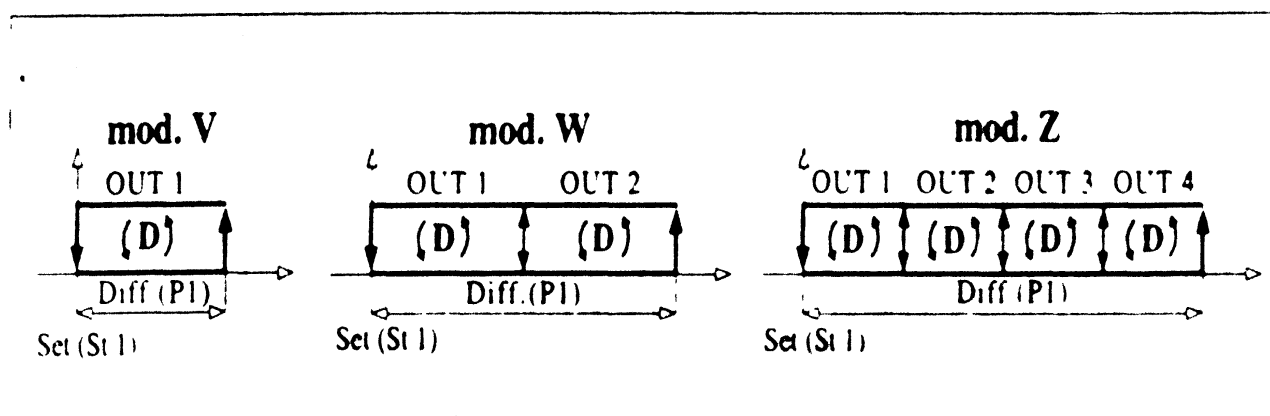 mod. V
mod. W
mod. Z
OUT 1
OUT 1 OUT 2
OUT 1 OUT 2 OUT 3 OUT 4
(D)
(D) (D)
(D) (D) (D) (D)
Diff (P1)
Diff.(P1)
Diff (P1)
Set (St 1)
Set (St 1)
Set (St 1)